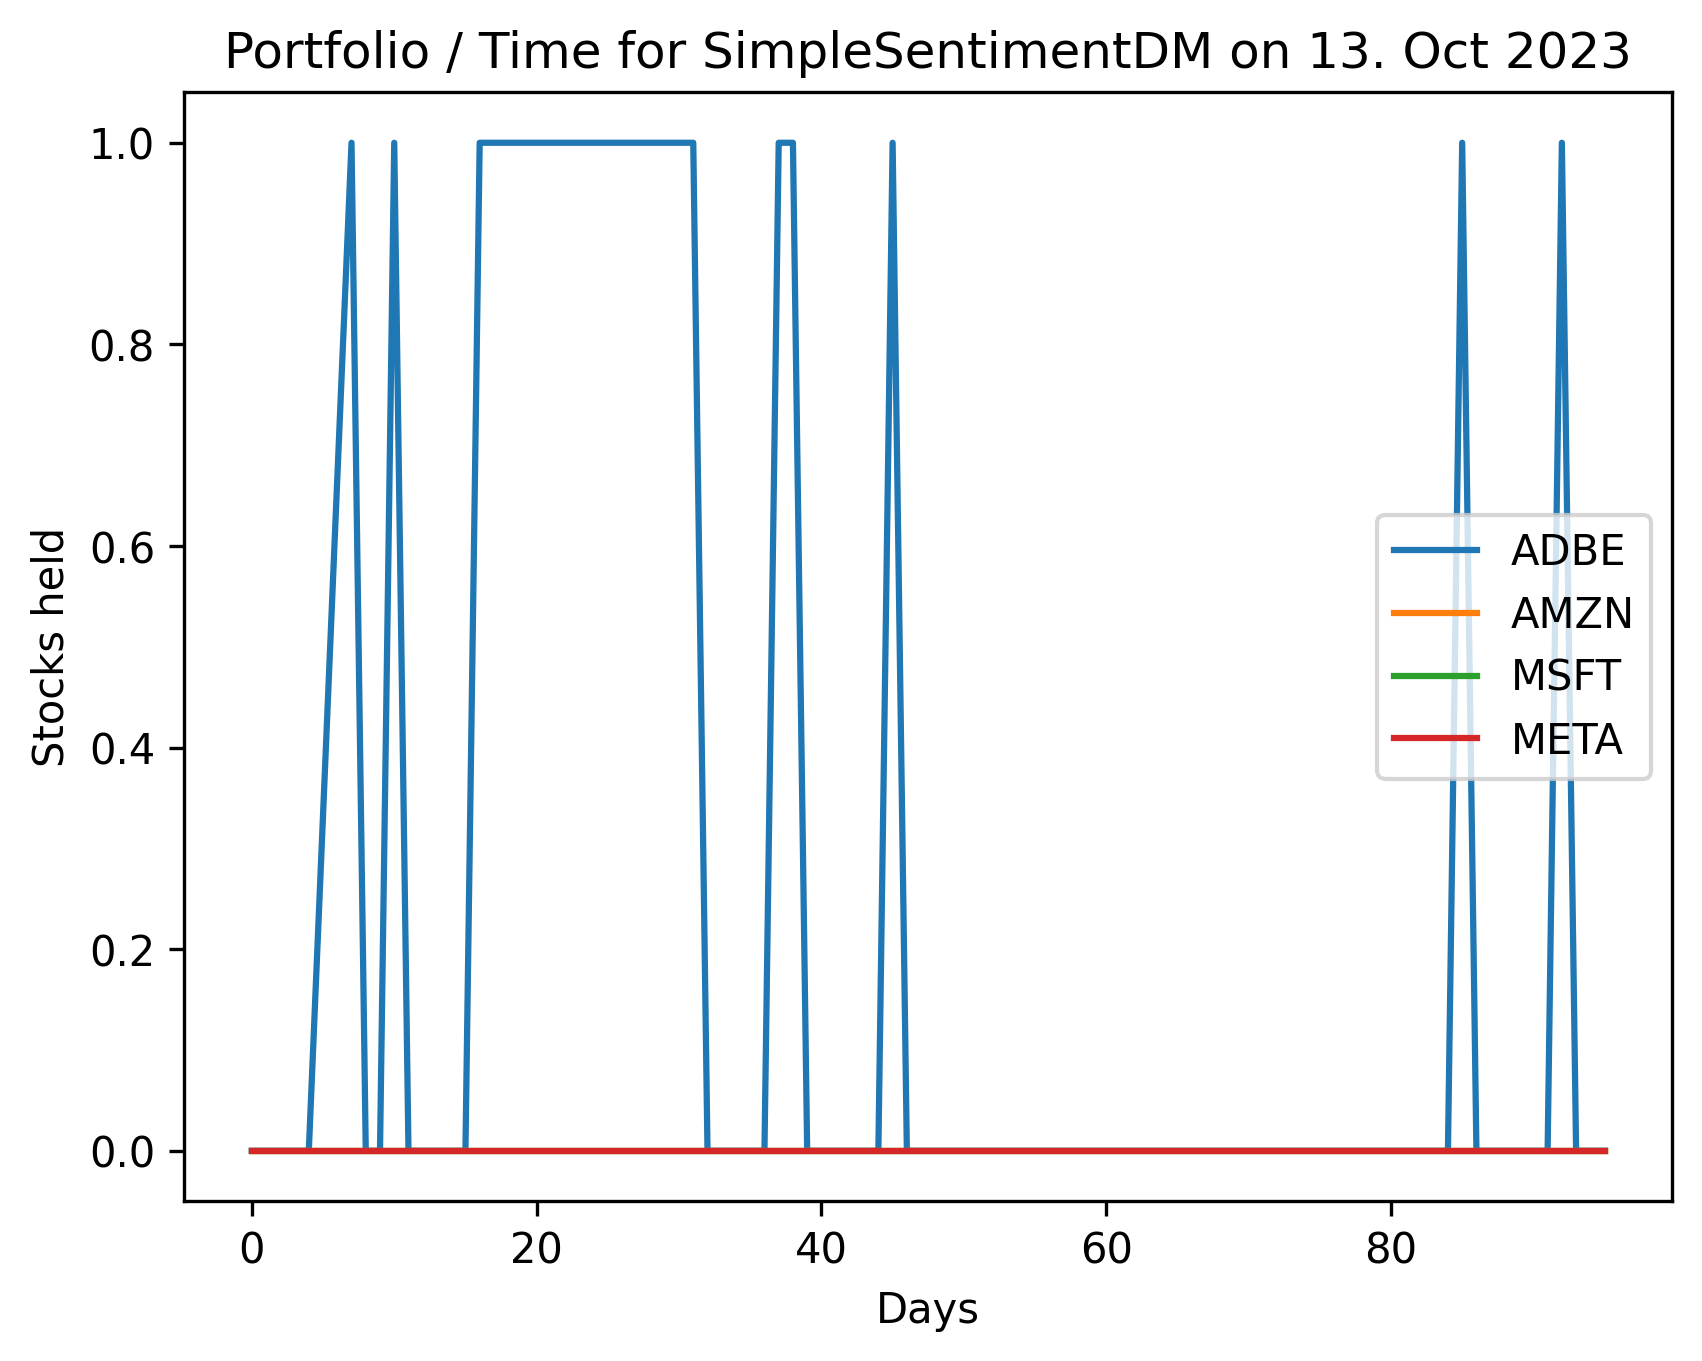 Portfolio / Time for SimpleSentimentDM on 13. Oct 2023
1.0
0.8
0.6
0.4
0.2
0.0
Stocks held
ADBE
AMZN
MSFT
META
0 20 40 60 80
Days